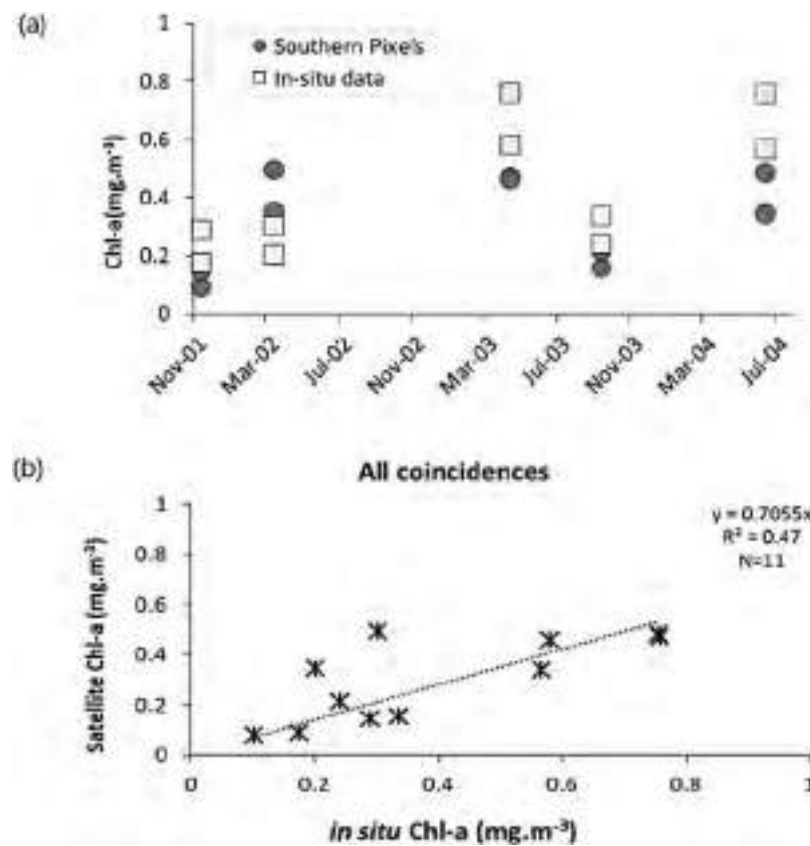 (a)
1
0.8
0.6
0.4
0.2
0
Chl-a(mg.m-³)
Southern Pixels
In-situ data
Nov-01
Mar-02
Jul-02
Nov-02
Mar-03
Jul-03
Nov-03
Mar-04
Jul-04
(b)
All coincidences
1
0.8
0.6
0.4
0.2
0
Satellite Chl-a (mg.m-³)
y = 0.7055x
R² = 0.47
N=11
0 0.2 0.4 0.6 0.8 1
in situ Chl-a (mg.m-³)